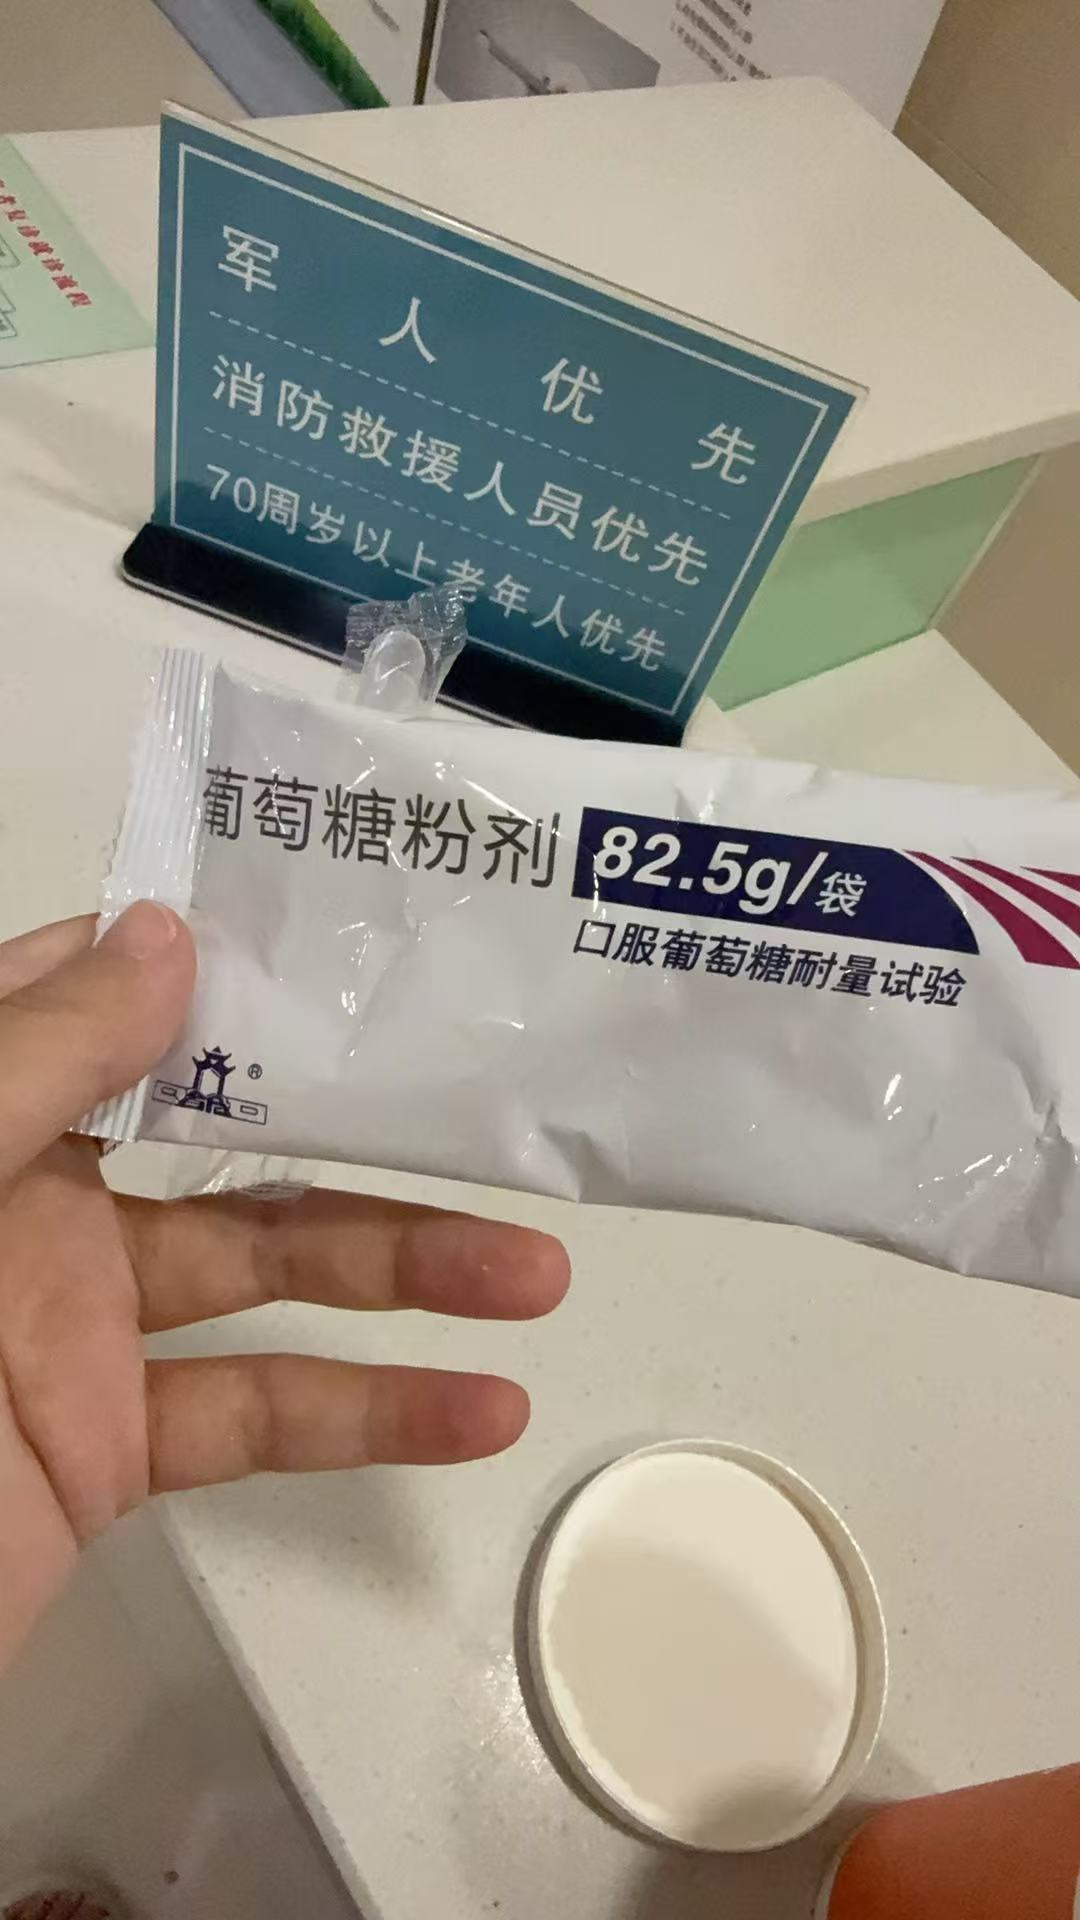 军人优先
消防救援人员优先
70周岁以上老年人优先
葡萄糖粉剂
82.5g/袋
口服葡萄糖耐量试验
®